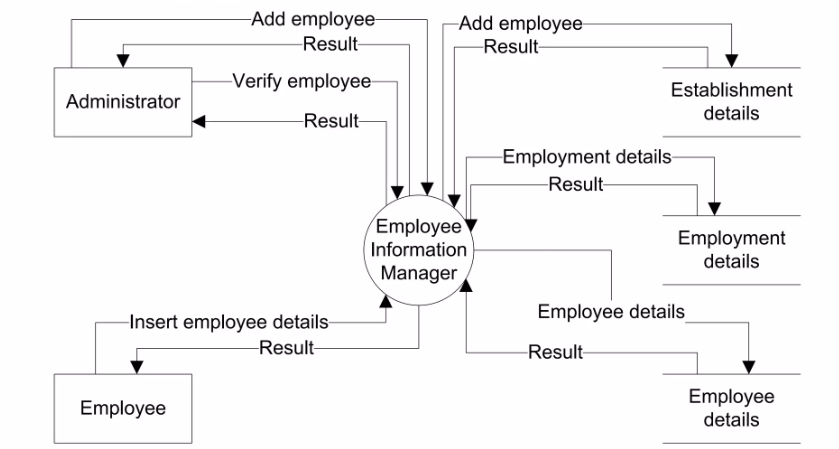 Add employee
Add employee
Result
Result
Verify employee
Administrator
Establishment
details
Result
Employment details
Result
Employee
Information
Manager
Employment
details
Insert employee details
Employee details
Result
Result
Employee
Employee
details